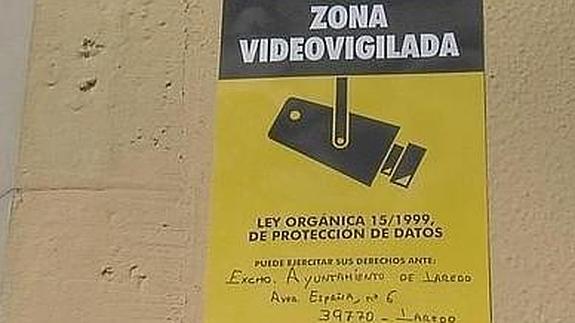 ZONA
VIDEOVIGILADA
LEY ORGÁNICA 15/1999,
DE PROTECCIÓN DE DATOS
PUEDE EJERCITAR SUS DERECHOS ANTE:
EXCMO. AYUNTAMIENTO DE LAREDO
AVDA ESPAÑA, Nº 6
39770 - LAREDO